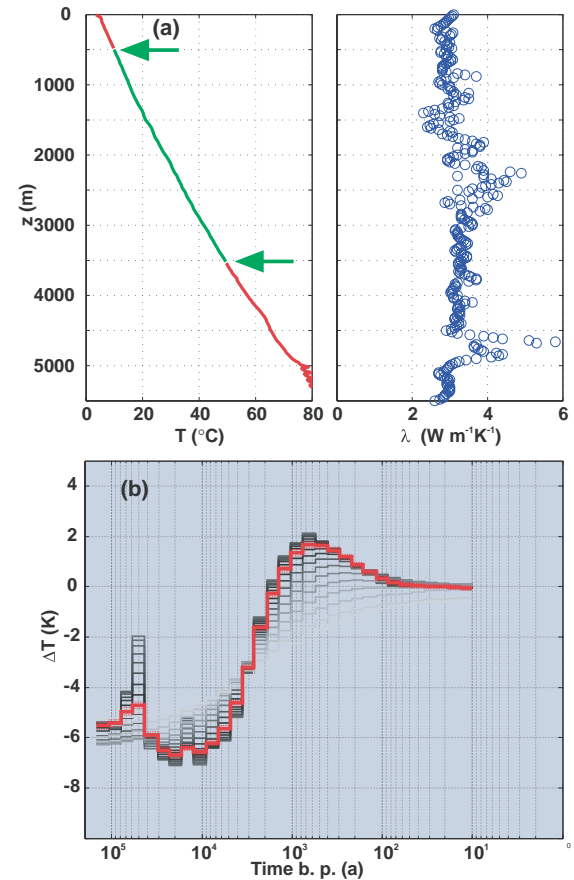 (a)
0
1000
2000
3000
4000
5000
z (m)
0 20 40 60 80
T (°C)
0 2 4 6
λ (W m⁻¹K⁻¹)
(b)
4
2
0
-2
-4
-6
-8
ΔT (K)
10⁵ 10⁴ 10³ 10² 10¹ 0
Time b. p. (a)